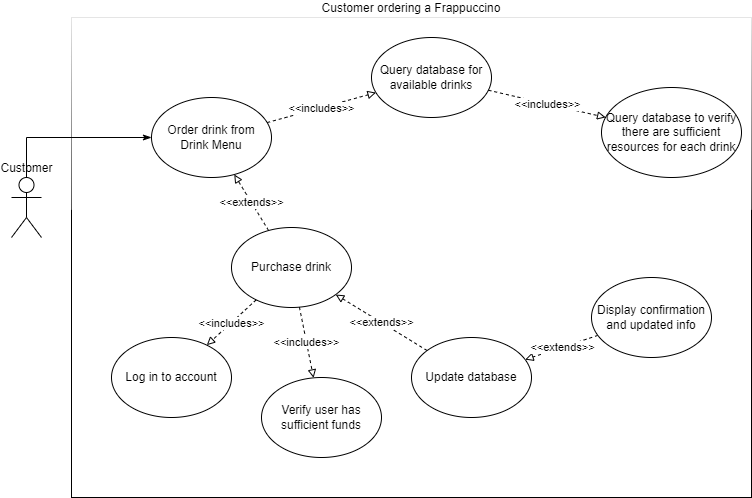 Customer ordering a Frappuccino
Query database for
available drinks
<<includes>>
<<includes>>
Query database to verify
there are sufficient
resources for each drink
Order drink from
Drink Menu
Customer
<<extends>>
Purchase drink
<<includes>>
<<extends>>
<<includes>>
Display confirmation
and updated info
<<extends>>
Log in to account
Update database
Verify user has
sufficient funds